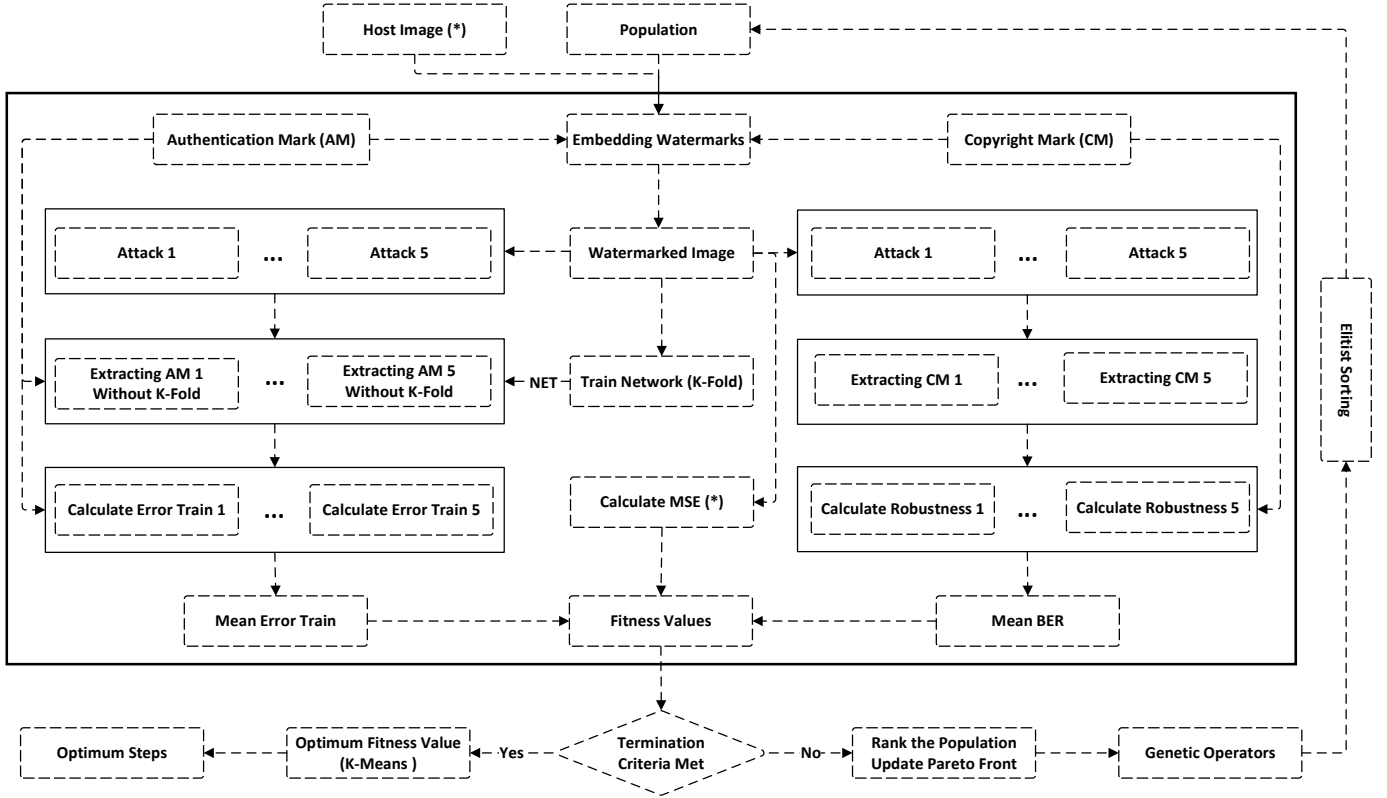 Host Image (*)
Population
Authentication Mark (AM)
Embedding Watermarks
Copyright Mark (CM)
Attack 1
...
Attack 5
Watermarked Image
Attack 1
...
Attack 5
Elitist Sorting
Extracting AM 1
Without K-Fold
...
Extracting AM 5
Without K-Fold
NET
Train Network (K-Fold)
Extracting CM 1
...
Extracting CM 5
Calculate Error Train 1
...
Calculate Error Train 5
Calculate MSE (*)
Calculate Robustness 1
...
Calculate Robustness 5
Mean Error Train
Fitness Values
Mean BER
Optimum Steps
Optimum Fitness Value
(K-Means )
Yes
Termination
Criteria Met
No
Rank the Population
Update Pareto Front
Genetic Operators